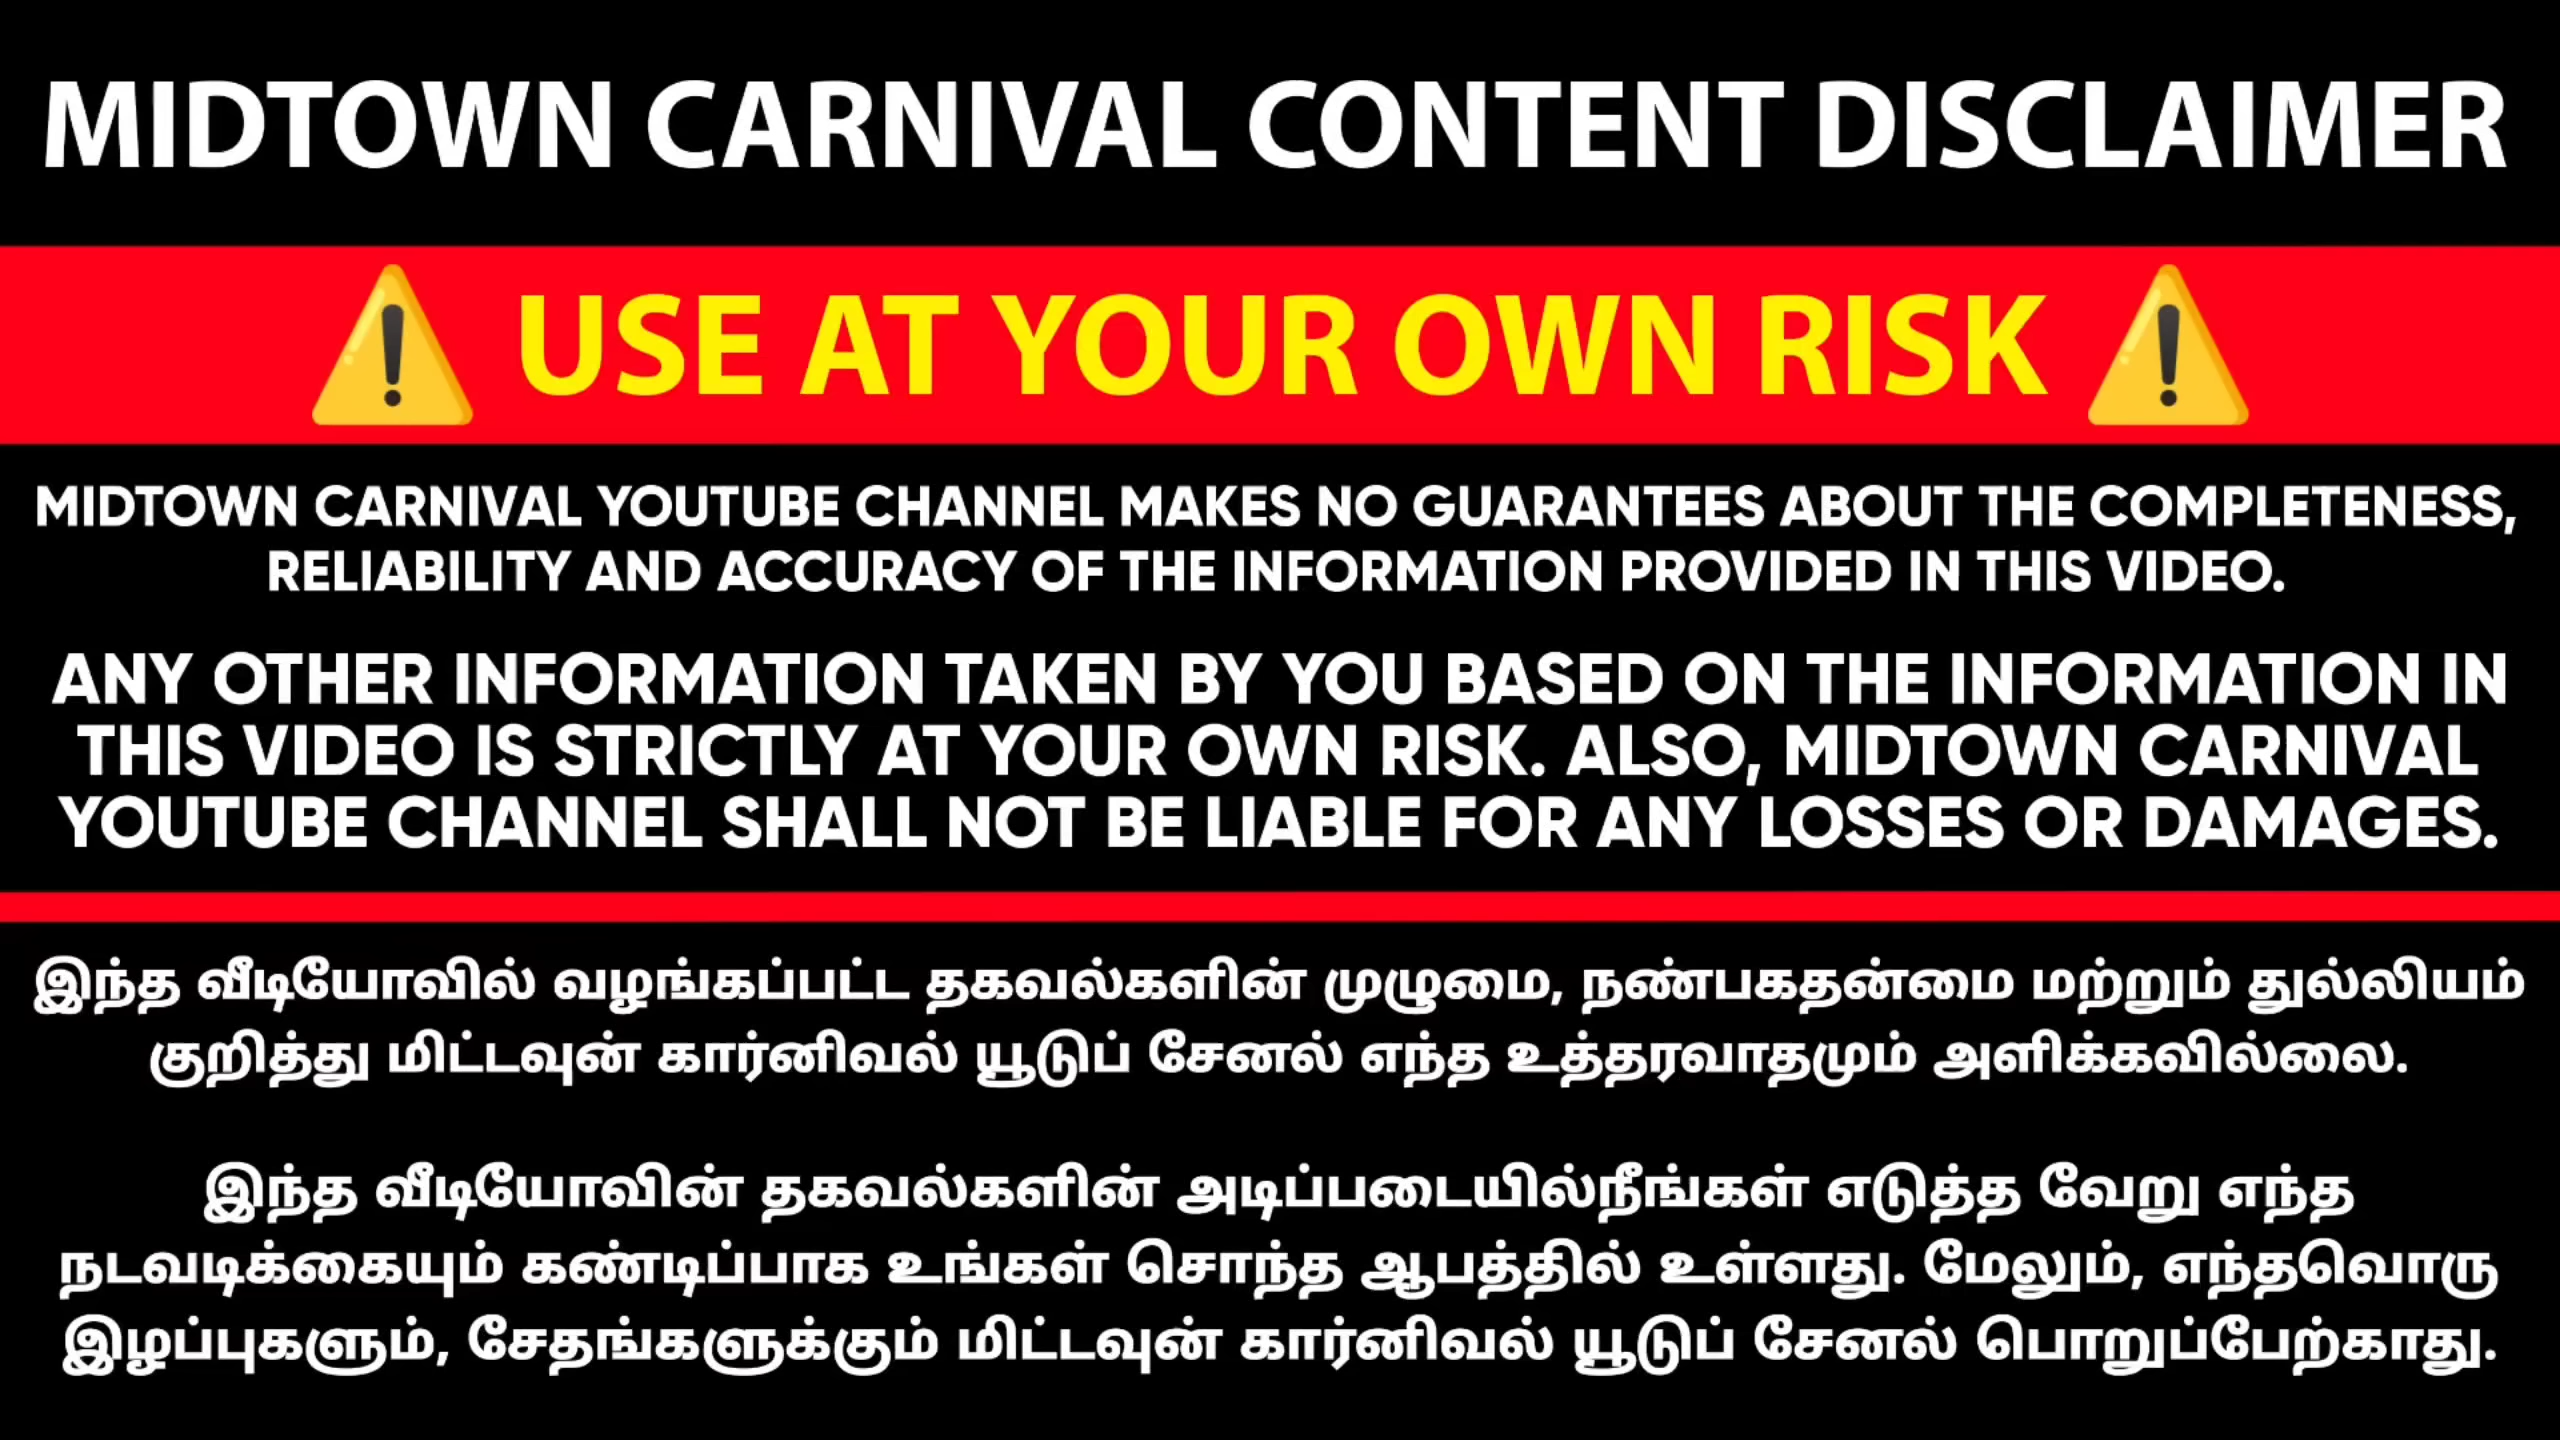 MIDTOWN CARNIVAL CONTENT DISCLAIMER
⚠️ USE AT YOUR OWN RISK ⚠️
MIDTOWN CARNIVAL YOUTUBE CHANNEL MAKES NO GUARANTEES ABOUT THE COMPLETENESS,
RELIABILITY AND ACCURACY OF THE INFORMATION PROVIDED IN THIS VIDEO.
ANY OTHER INFORMATION TAKEN BY YOU BASED ON THE INFORMATION IN
THIS VIDEO IS STRICTLY AT YOUR OWN RISK. ALSO, MIDTOWN CARNIVAL
YOUTUBE CHANNEL SHALL NOT BE LIABLE FOR ANY LOSSES OR DAMAGES.
இந்த வீடியோவில் வழங்கப்பட்ட தகவல்களின் முழுமை, நண்பகதன்மை மற்றும் துல்லியம்
குறித்து மிட்டவுன் கார்னிவல் யூடுப் சேனல் எந்த உத்தரவாதமும் அளிக்கவில்லை.
இந்த வீடியோவின் தகவல்களின் அடிப்படையில்நீங்கள் எடுத்த வேறு எந்த
நடவடிக்கையும் கண்டிப்பாக உங்கள் சொந்த ஆபத்தில் உள்ளது. மேலும், எந்தவொரு
இழப்புகளும், சேதங்களுக்கும் மிட்டவுன் கார்னிவல் யூடுப் சேனல் பொறுப்பேற்காது.